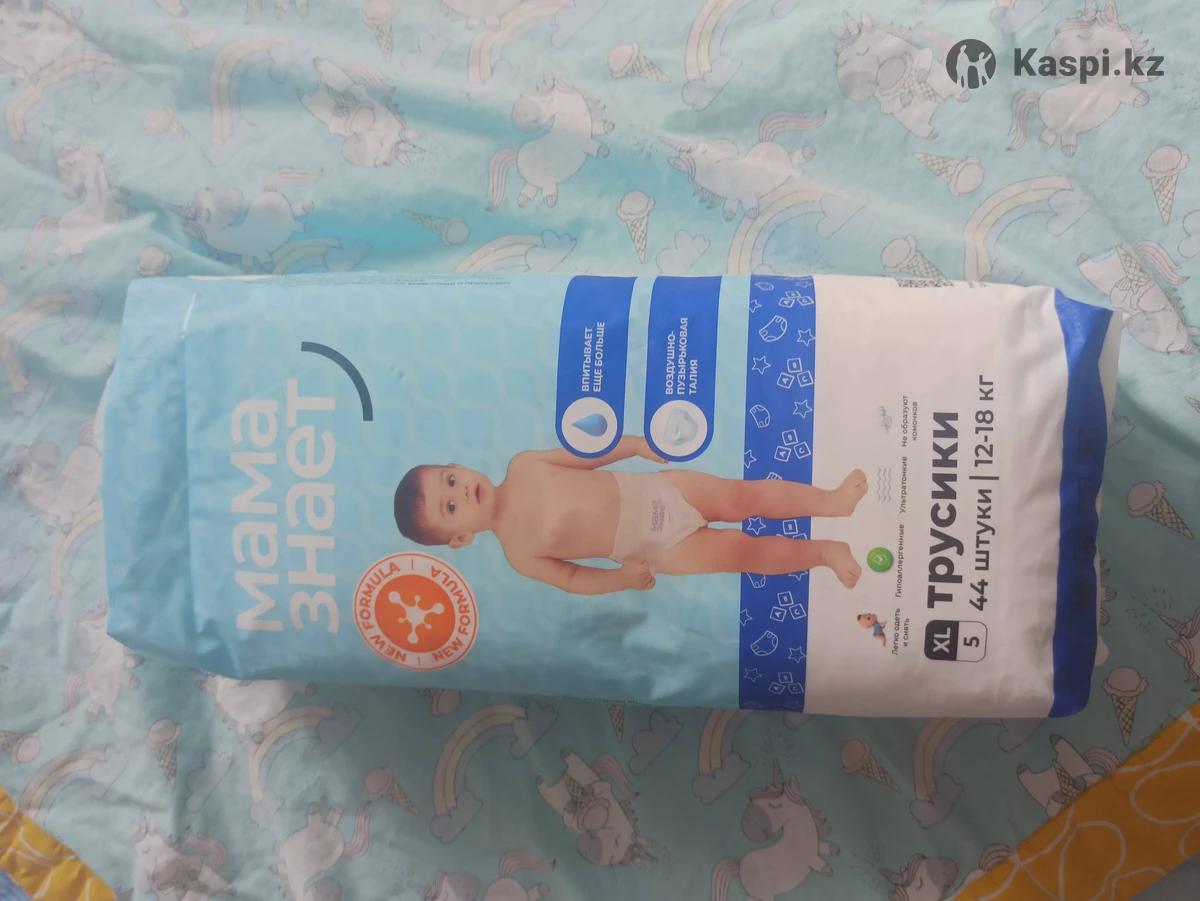 Kaspi.kz
мама
знает
NEW FORMULA | NEW FORMULA |
ВПИТЫВАЕТ
ЕЩЕ БОЛЬШЕ
ВОЗДУШНО-
ПУЗЫРЬКОВАЯ
ТАЛИЯ
Легко одеть
и снять
Гипоаллергенные
Ультратонкие
Не образуют
комочков
XL
5
трусики
44 штуки | 12-18 кг